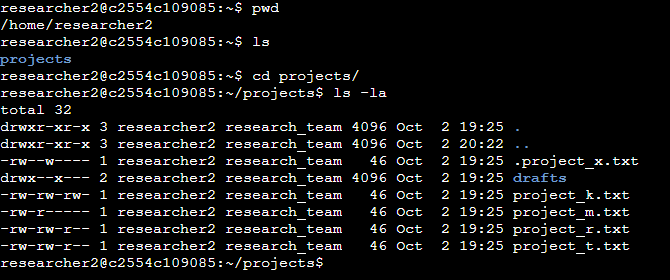 researcher2@c2554c109085:~$ pwd
/home/researcher2
researcher2@c2554c109085:~$ ls
projects
researcher2@c2554c109085:~$ cd projects/
researcher2@c2554c109085:~/projects$ ls -la
total 32
drwxr-xr-x 3 researcher2 research_team 4096 Oct  2 19:25 .
drwxr-xr-x 3 researcher2 research_team 4096 Oct  2 20:22 ..
-rw--w---- 1 researcher2 research_team   46 Oct  2 19:25 .project_x.txt
drwx--x--- 2 researcher2 research_team 4096 Oct  2 19:25 drafts
-rw-rw-rw- 1 researcher2 research_team   46 Oct  2 19:25 project_k.txt
-rw-r----- 1 researcher2 research_team   46 Oct  2 19:25 project_m.txt
-rw-rw-r-- 1 researcher2 research_team   46 Oct  2 19:25 project_r.txt
-rw-rw-r-- 1 researcher2 research_team   46 Oct  2 19:25 project_t.txt
researcher2@c2554c109085:~/projects$